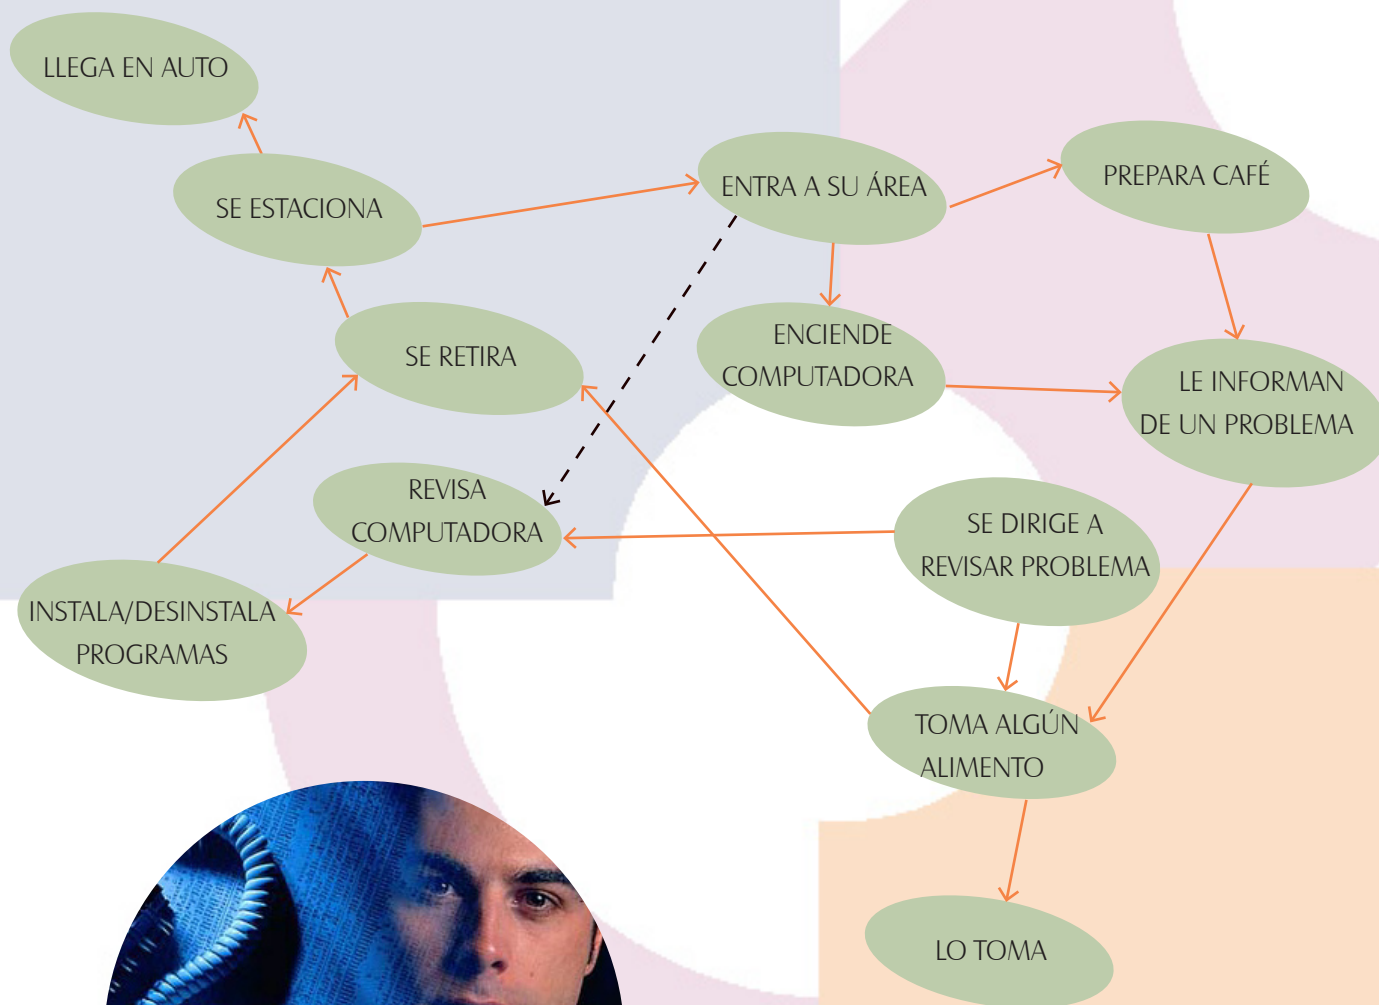 LLEGA EN AUTO
SE ESTACIONA
ENTRA A SU ÁREA
PREPARA CAFÉ
SE RETIRA
ENCIENDE
COMPUTADORA
LE INFORMAN
DE UN PROBLEMA
REVISA
COMPUTADORA
SE DIRIGE A
REVISAR PROBLEMA
INSTALA/DESINSTALA
PROGRAMAS
TOMA ALGÚN
ALIMENTO
LO TOMA